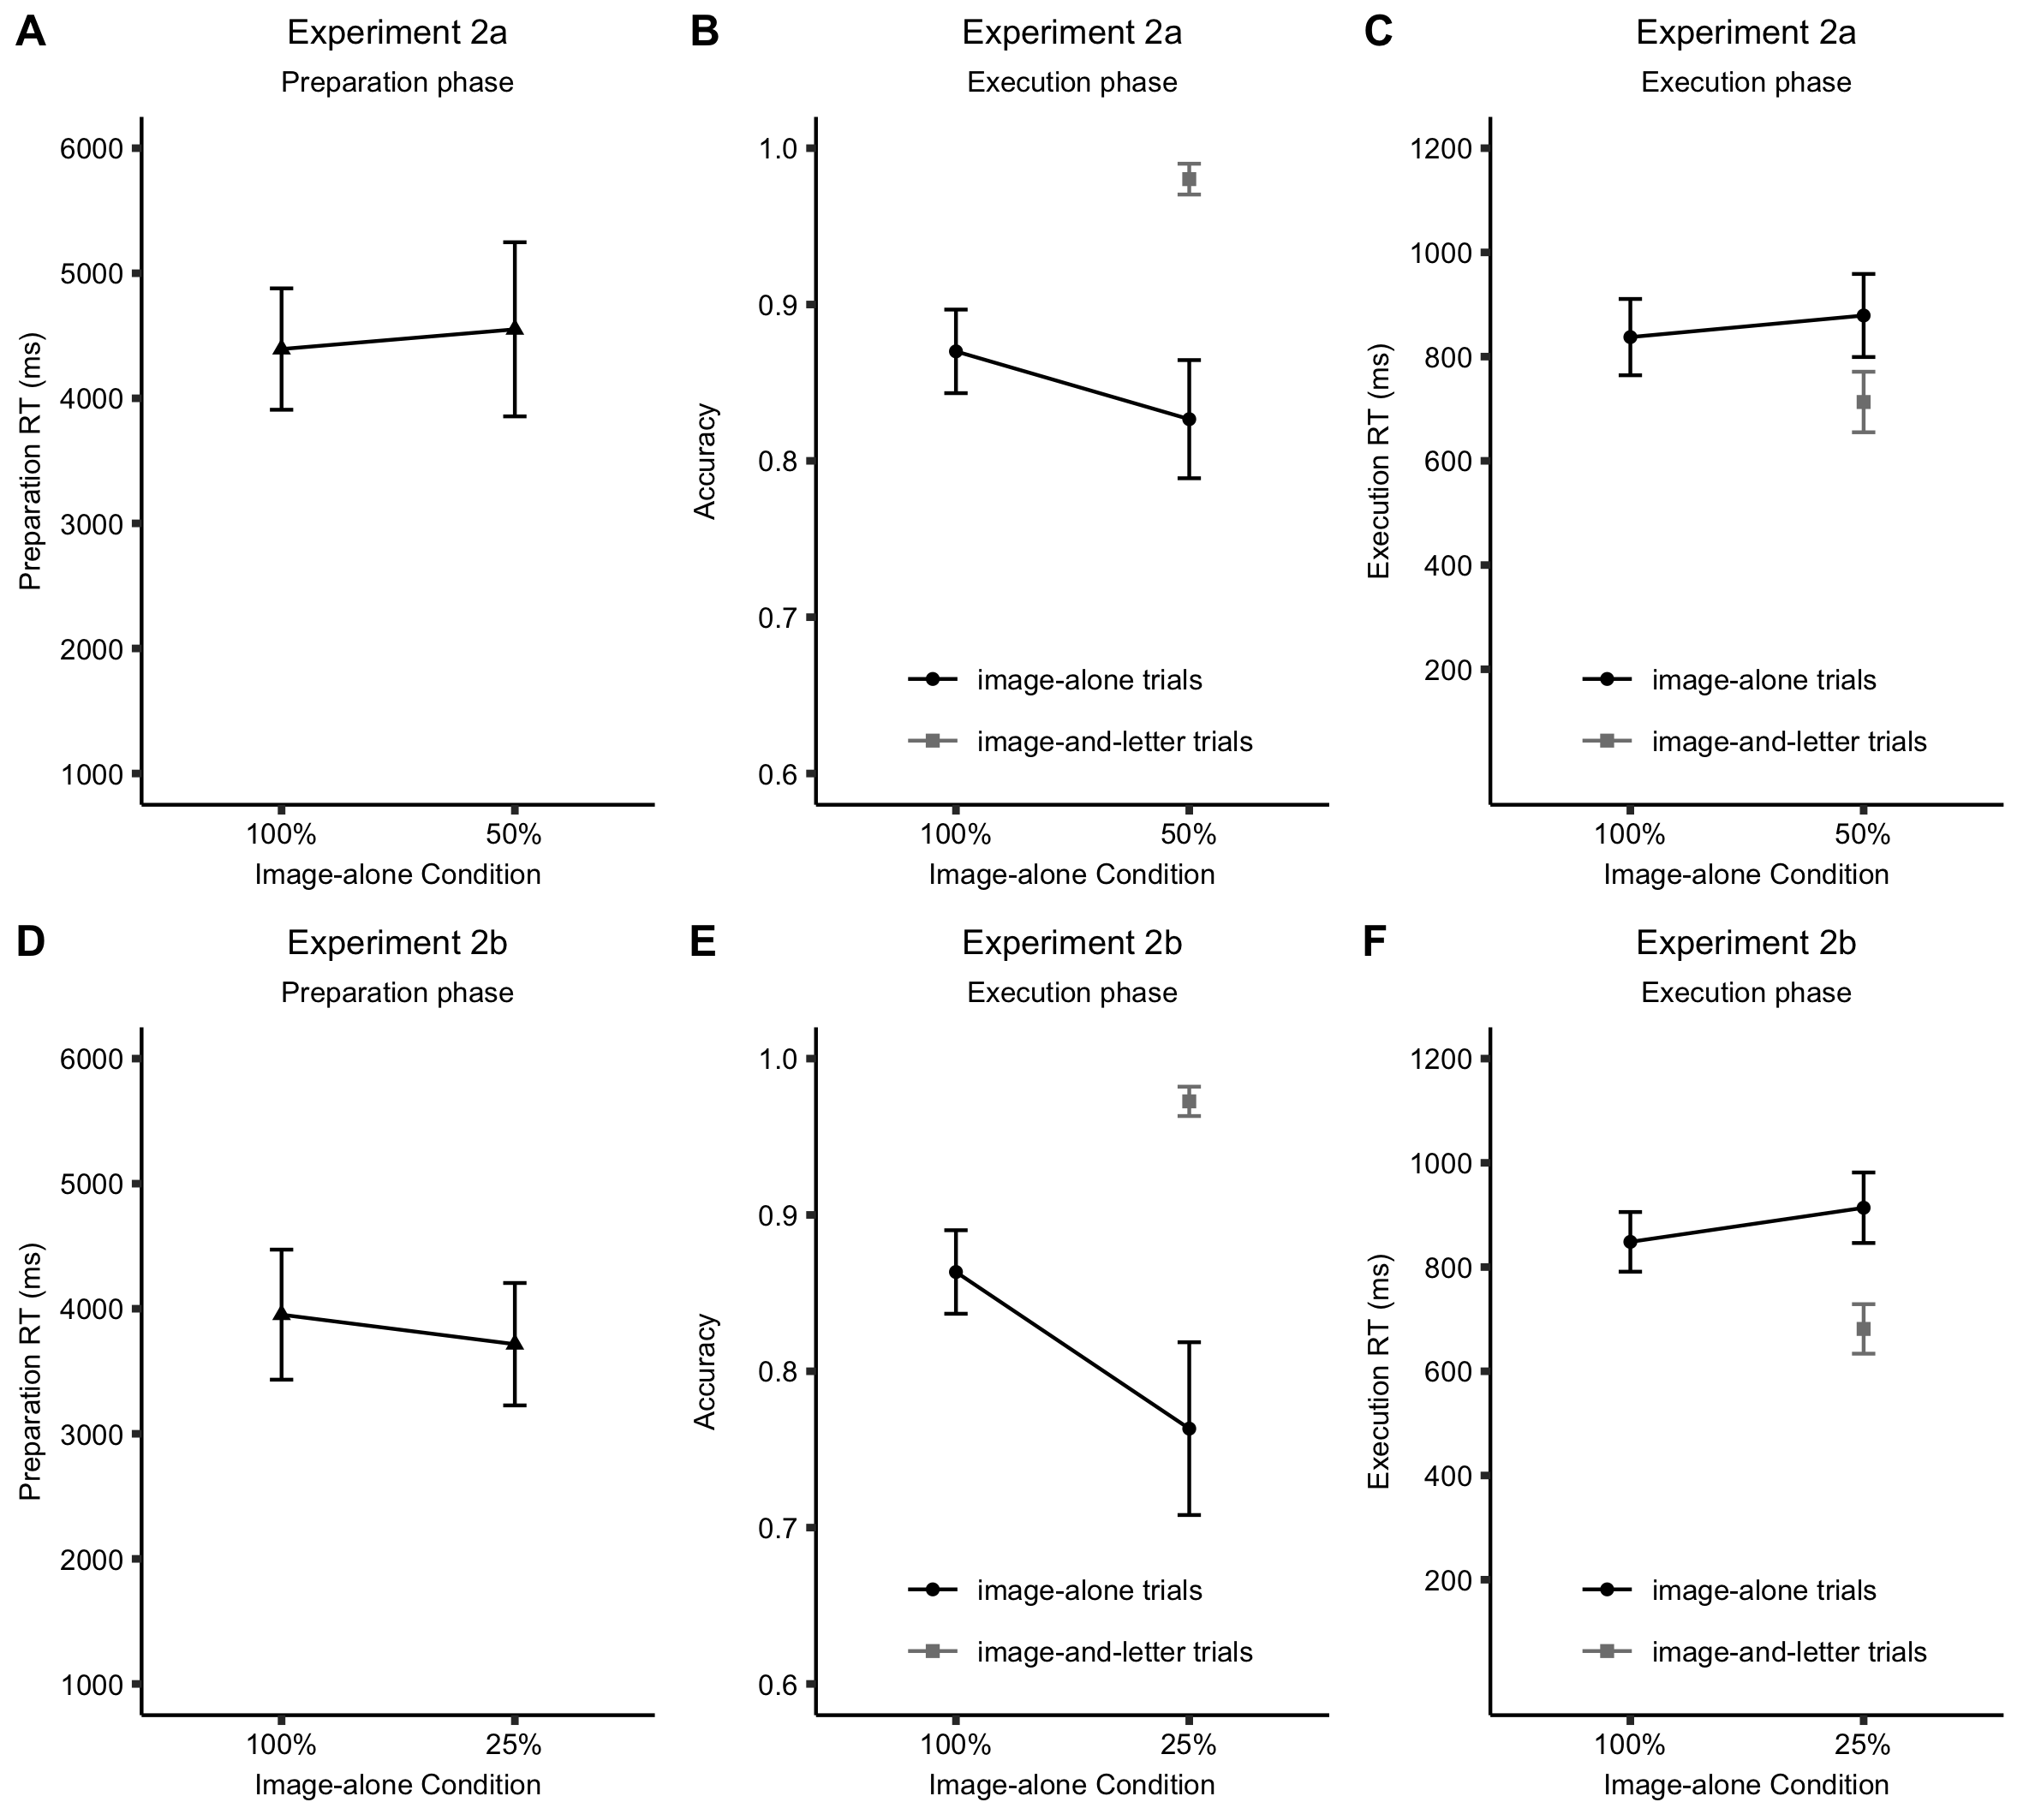 A
Experiment 2a
Preparation phase
Preparation RT (ms)
6000
5000
4000
3000
2000
1000
100%
50%
Image-alone Condition
B
Experiment 2a
Execution phase
Accuracy
1.0
0.9
0.8
0.7
0.6
image-alone trials
image-and-letter trials
100%
50%
Image-alone Condition
C
Experiment 2a
Execution phase
Execution RT (ms)
1200
1000
800
600
400
200
image-alone trials
image-and-letter trials
100%
50%
Image-alone Condition
D
Experiment 2b
Preparation phase
Preparation RT (ms)
6000
5000
4000
3000
2000
1000
100%
25%
Image-alone Condition
E
Experiment 2b
Execution phase
Accuracy
1.0
0.9
0.8
0.7
0.6
image-alone trials
image-and-letter trials
100%
25%
Image-alone Condition
F
Experiment 2b
Execution phase
Execution RT (ms)
1200
1000
800
600
400
200
image-alone trials
image-and-letter trials
100%
25%
Image-alone Condition